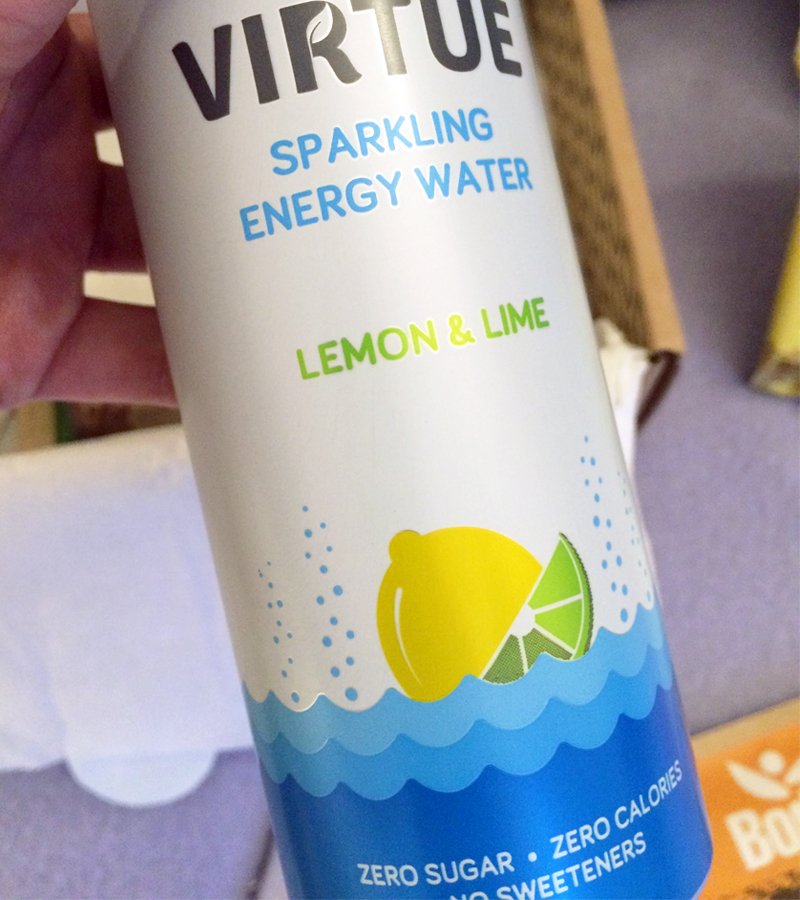 VIRTUE
SPARKLING
ENERGY WATER
LEMON & LIME
ZERO SUGAR • ZERO CALORIES
NO SWEETENERS